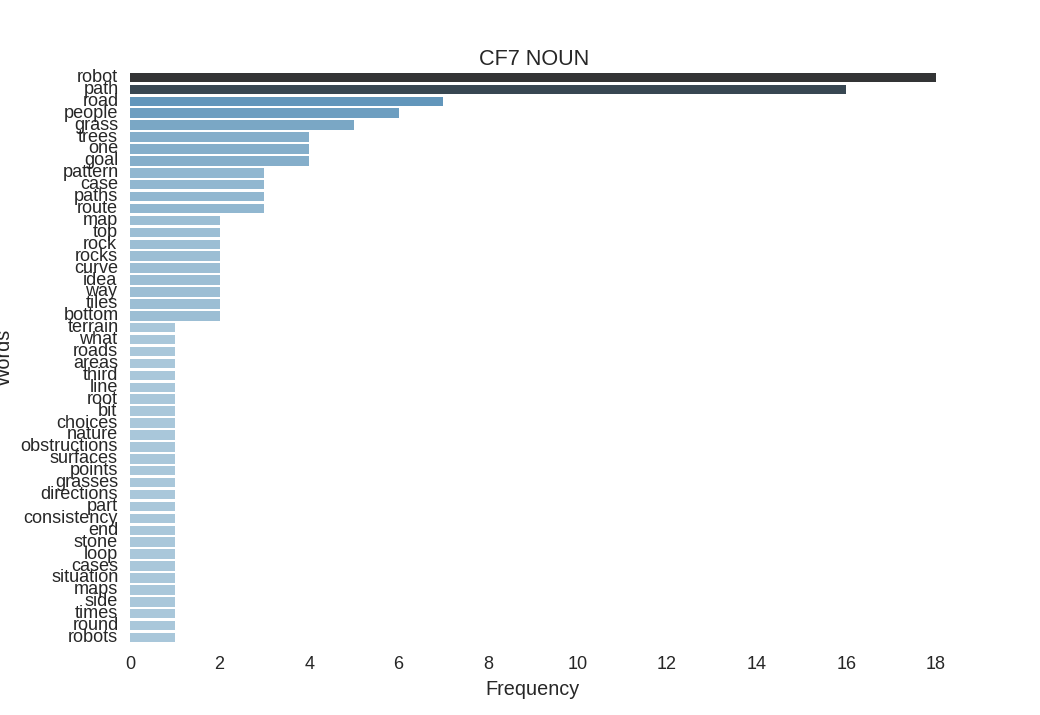 CF7 NOUN
robot
path
road
people
grass
trees
one
goal
pattern
case
paths
route
map
top
rock
rocks
curve
idea
way
tiles
bottom
terrain
what
roads
areas
third
line
root
bit
choices
nature
obstructions
surfaces
points
grasses
directions
part
consistency
end
stone
loop
cases
situation
maps
side
times
round
robots
Words
0 2 4 6 8 10 12 14 16 18
Frequency